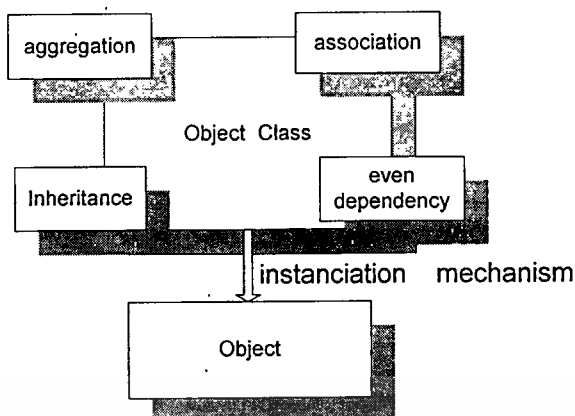 aggregation
association
Object Class
Inheritance
even
dependency
instanciation mechanism
Object